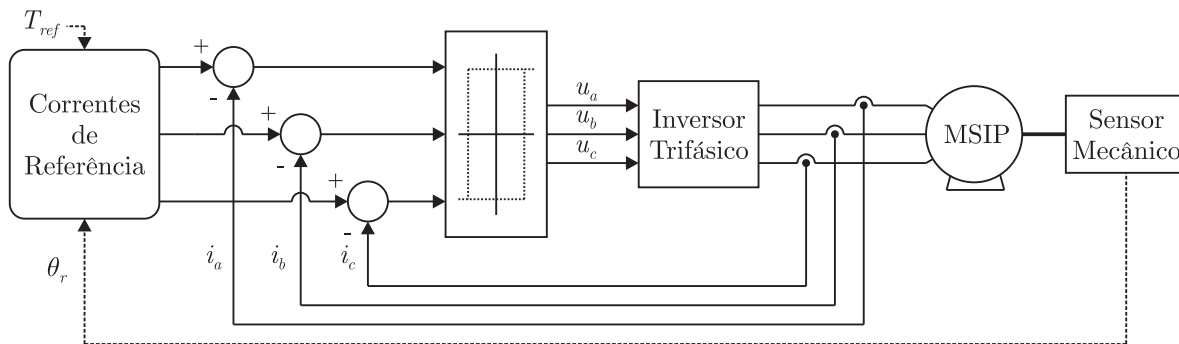 T_ref
+
-
Correntes
de
Referência
+
-
+
-
u_a
u_b
u_c
Inversor
Trifásico
MSIP
Sensor
Mecânico
θ_r
i_a
i_b
i_c